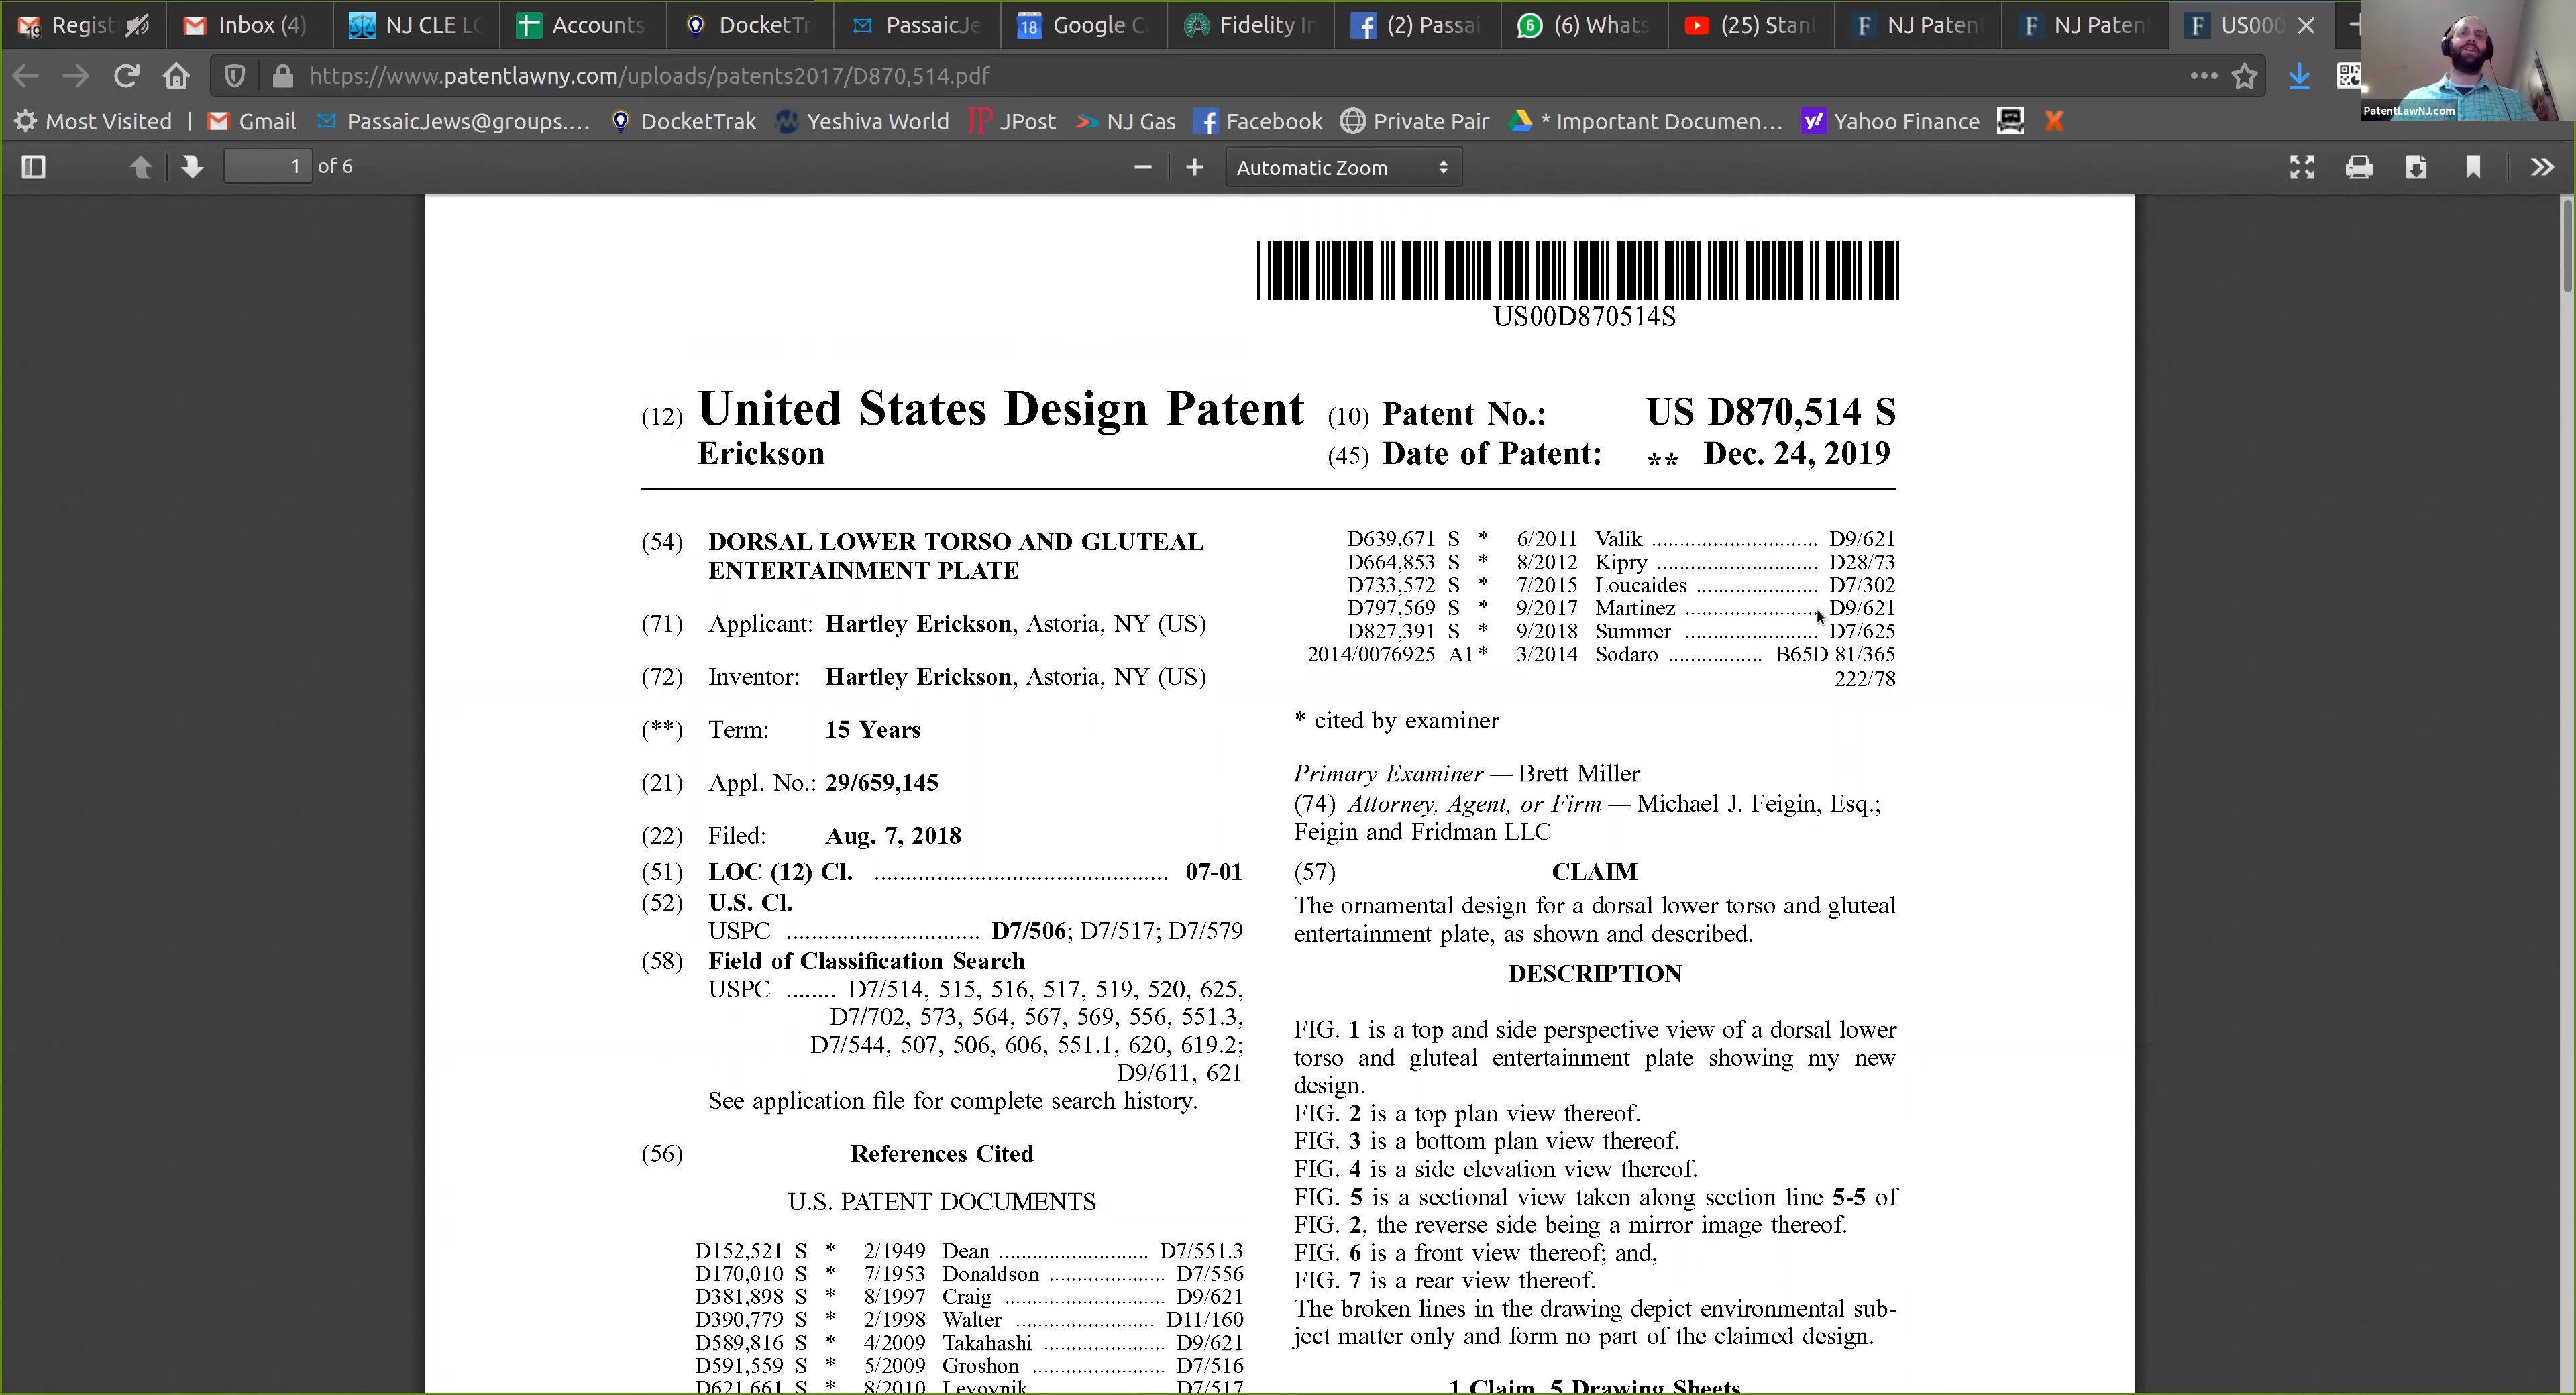 Regist
Inbox (4)
NJ CLE LO
Accounts
DocketTr
PassaicJe
18
Google C
Fidelity In
(2) Passai
6
(6) Whats
(25) Stanl
NJ Paten
NJ Paten
US000
https://www.patentlawny.com/uploads/patents2017/D870,514.pdf
PatentLawNJ.com
Most Visited
Gmail
PassaicJews@groups....
DocketTrak
Yeshiva World
JP JPost
NJ Gas
Facebook
Private Pair
* Important Documen...
y! Yahoo Finance
X
1 of 6
Automatic Zoom
US00D870514S
(12) United States Design Patent
Erickson
(10) Patent No.: US D870,514 S
(45) Date of Patent: ** Dec. 24, 2019
(54) DORSAL LOWER TORSO AND GLUTEAL
ENTERTAINMENT PLATE
(71) Applicant: Hartley Erickson, Astoria, NY (US)
(72) Inventor: Hartley Erickson, Astoria, NY (US)
(**) Term: 15 Years
(21) Appl. No.: 29/659,145
(22) Filed: Aug. 7, 2018
(51) LOC (12) Cl. ............................................. 07-01
(52) U.S. Cl.
USPC ............................. D7/506; D7/517; D7/579
(58) Field of Classification Search
USPC ........ D7/514, 515, 516, 517, 519, 520, 625,
D7/702, 573, 564, 567, 569, 556, 551.3,
D7/544, 507, 506, 606, 551.1, 620, 619.2;
D9/611, 621
See application file for complete search history.
(56) References Cited
U.S. PATENT DOCUMENTS
D152,521 S * 2/1949 Dean .......................... D7/551.3
D170,010 S * 7/1953 Donaldson ..................... D7/556
D381,898 S * 8/1997 Craig ........................... D9/621
D390,779 S * 2/1998 Walter ......................... D11/160
D589,816 S * 4/2009 Takahashi ..................... D9/621
D591,559 S * 5/2009 Groshon ....................... D7/516
D621,661 S * 8/2010 Levovnik ....................... D7/517
D639,671 S * 6/2011 Valik ............................ D9/621
D664,853 S * 8/2012 Kipry ........................... D28/73
D733,572 S * 7/2015 Loucaides ..................... D7/302
D797,569 S * 9/2017 Martinez ....................... D9/621
D827,391 S * 9/2018 Summer ....................... D7/625
2014/0076925 A1 * 3/2014 Sodaro ................ B65D 81/365
222/78
* cited by examiner
Primary Examiner — Brett Miller
(74) Attorney, Agent, or Firm — Michael J. Feigin, Esq.;
Feigin and Fridman LLC
(57) CLAIM
The ornamental design for a dorsal lower torso and gluteal
entertainment plate, as shown and described.
DESCRIPTION
FIG. 1 is a top and side perspective view of a dorsal lower
torso and gluteal entertainment plate showing my new
design.
FIG. 2 is a top plan view thereof.
FIG. 3 is a bottom plan view thereof.
FIG. 4 is a side elevation view thereof.
FIG. 5 is a sectional view taken along section line 5-5 of
FIG. 2, the reverse side being a mirror image thereof.
FIG. 6 is a front view thereof; and,
FIG. 7 is a rear view thereof.
The broken lines in the drawing depict environmental sub-
ject matter only and form no part of the claimed design.
1 Claim, 5 Drawing Sheets